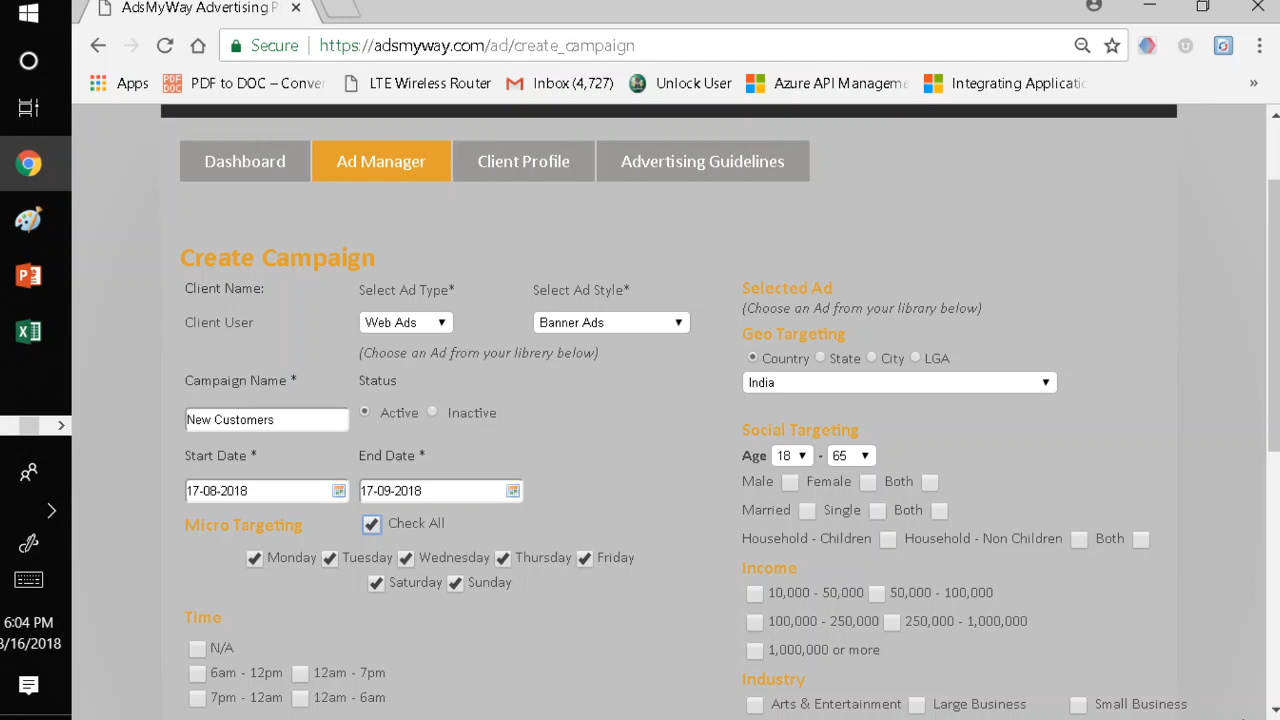 AdsMyWay Advertising P
Secure
https://adsmyway.com/ad/create_campaign
Apps
PDF to DOC – Conver
LTE Wireless Router
Inbox (4,727)
Unlock User
Azure API Manageme
Integrating Applicatic
»
Dashboard
Ad Manager
Client Profile
Advertising Guidelines
Create Campaign
Client Name:
Select Ad Type*
Select Ad Style*
Client User
Web Ads
Banner Ads
(Choose an Ad from your librery below)
Campaign Name *
Status
New Customers
Active
Inactive
Start Date *
End Date *
17-08-2018
17-09-2018
Micro Targeting
Check All
Monday
Tuesday
Wednesday
Thursday
Friday
Saturday
Sunday
Time
N/A
6am - 12pm
12am - 7pm
7pm - 12am
12am - 6am
Selected Ad
(Choose an Ad from your library below)
Geo Targeting
Country
State
City
LGA
India
Social Targeting
Age 18 - 65
Male
Female
Both
Married
Single
Both
Household - Children
Household - Non Children
Both
Income
10,000 - 50,000
50,000 - 100,000
100,000 - 250,000
250,000 - 1,000,000
1,000,000 or more
Industry
Arts & Entertainment
Large Business
Small Business
6:04 PM
8/16/2018